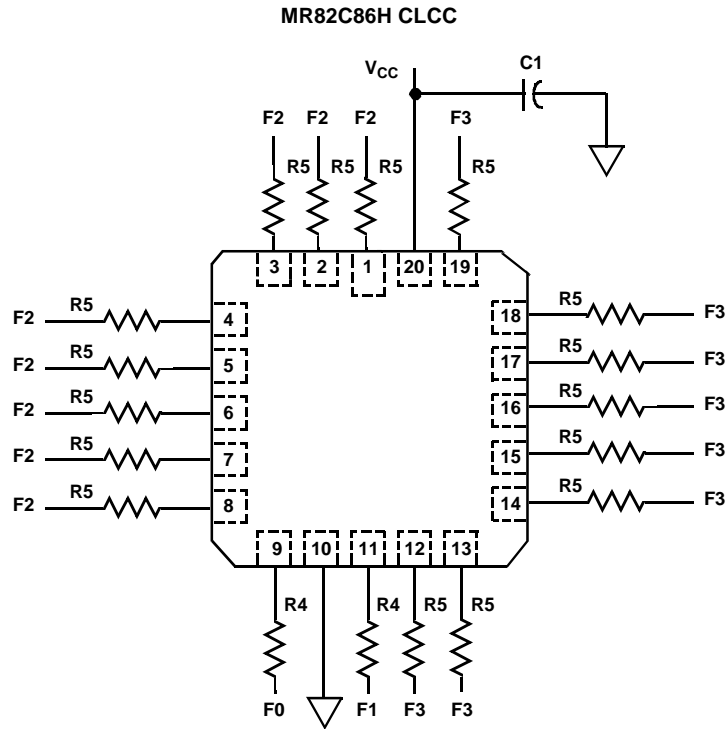 MR82C86H CLCC
VCC
C1
F2 F2 F2 F3
R5 R5 R5 R5
3 2 1 20 19
F2 R5 4
F2 R5 5
F2 R5 6
F2 R5 7
F2 R5 8
18 R5 F3
17 R5 F3
16 R5 F3
15 R5 F3
14 R5 F3
9 10 11 12 13
R4 R4 R5 R5
F0 F1 F3 F3